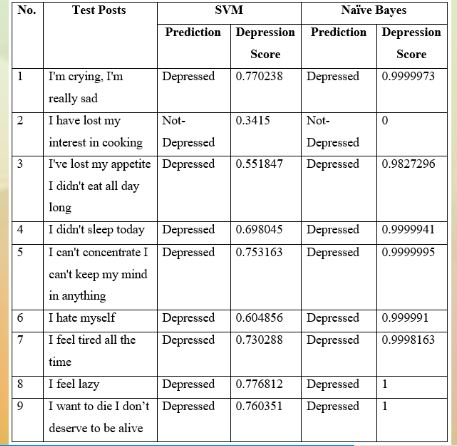 No. Test Posts SVM Naïve Bayes
Prediction Depression Prediction Depression
Score Score
1 I'm crying, I'm Depressed 0.770238 Depressed 0.9999973
really sad
2 I have lost my Not- 0.3415 Not- 0
interest in cooking Depressed Depressed
3 I've lost my appetite Depressed 0.551847 Depressed 0.9827296
I didn't eat all day
long
4 I didn't sleep today Depressed 0.698045 Depressed 0.9999941
5 I can't concentrate I Depressed 0.753163 Depressed 0.9999995
can't keep my mind
in anything
6 I hate myself Depressed 0.604856 Depressed 0.999991
7 I feel tired all the Depressed 0.730288 Depressed 0.9998163
time
8 I feel lazy Depressed 0.776812 Depressed 1
9 I want to die I don’t Depressed 0.760351 Depressed 1
deserve to be alive